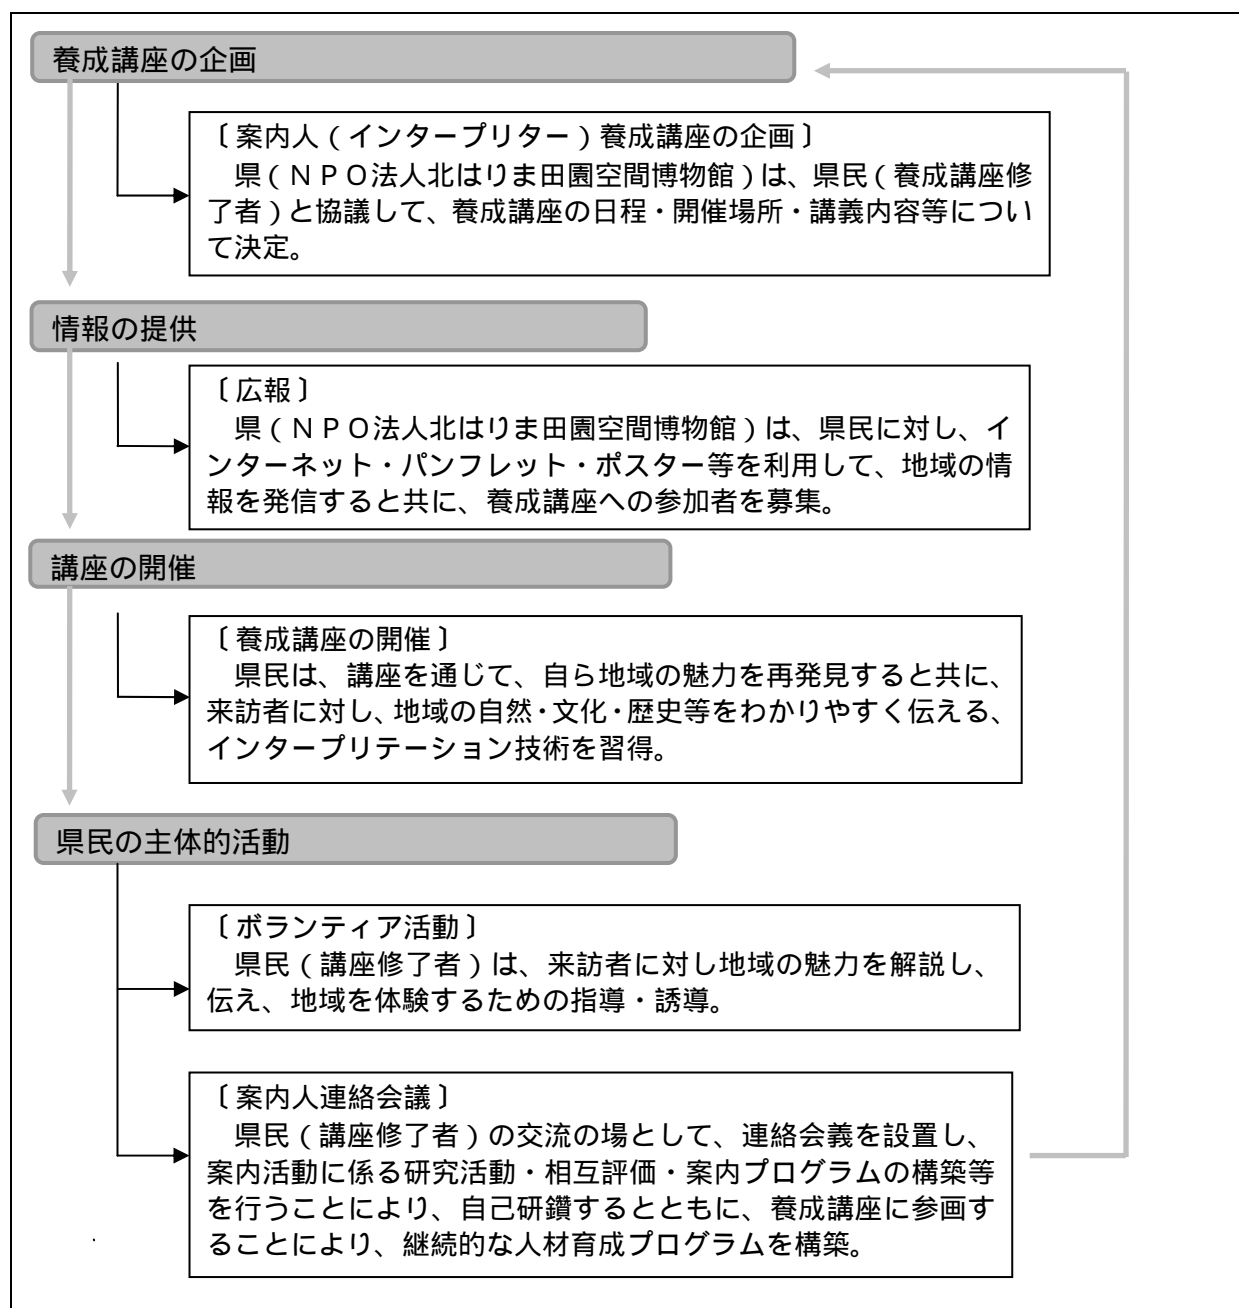 養成講座の企画
〔案内人（インタープリター）養成講座の企画〕
県（ＮＰＯ法人北はりま田園空間博物館）は、県民（養成講座修
了者）と協議して、養成講座の日程・開催場所・講義内容等につい
て決定。
情報の提供
〔広報〕
県（ＮＰＯ法人北はりま田園空間博物館）は、県民に対し、イ
ンターネット・パンフレット・ポスター等を利用して、地域の情
報を発信すると共に、養成講座への参加者を募集。
講座の開催
〔養成講座の開催〕
県民は、講座を通じて、自ら地域の魅力を再発見すると共に、
来訪者に対し、地域の自然・文化・歴史等をわかりやすく伝える、
インタープリテーション技術を習得。
県民の主体的活動
〔ボランティア活動〕
県民（講座修了者）は、来訪者に対し地域の魅力を解説し、
伝え、地域を体験するための指導・誘導。
〔案内人連絡会議〕
県民（講座修了者）の交流の場として、連絡会義を設置し、
案内活動に係る研究活動・相互評価・案内プログラムの構築等
を行うことにより、自己研鑽するとともに、養成講座に参画す
ることにより、継続的な人材育成プログラムを構築。